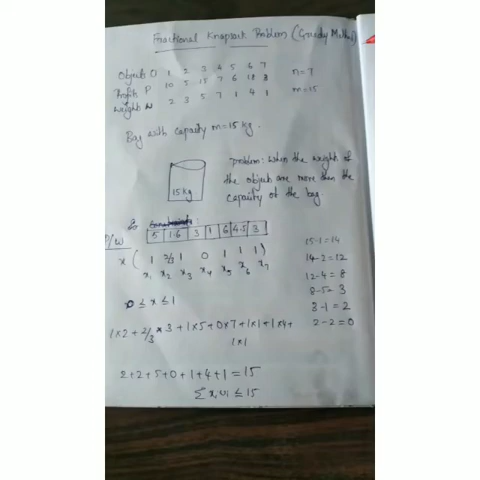 Fractional Knapsack Problem (Greedy Method)
Objects O 1 2 3 4 5 6 7 n=7
Profit P 10 5 15 7 6 18 8
Weight W 2 3 5 7 1 4 1 m=15
Bag with capacity m=15 kg.
15 kg
Problem: When the weight of
the objects are more then the
capacity of the bag
P/W 5 1.6 3 1 6 4.5 3
x ( 1 2/3 1 0 1 1 1 )
x₁ x₂ x₃ x₄ x₅ x₆ x₇
15-1=14
14-2=12
12-4=8
8-5=3
3-1=2
2-2=0
0 ≤ x ≤ 1
1×2 + 2/3 × 3 + 1×5 + 0×7 + 1×1 + 1×4 +
1×1
2+2+5+0+1+4+1 = 15
∑ xᵢwᵢ ≤ 15